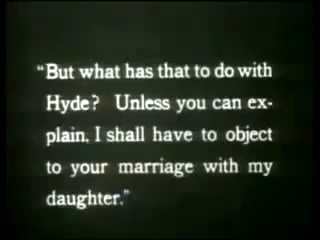 “But what has that to do with
Hyde? Unless you can ex-
plain, I shall have to object
to your marriage with my
daughter.”